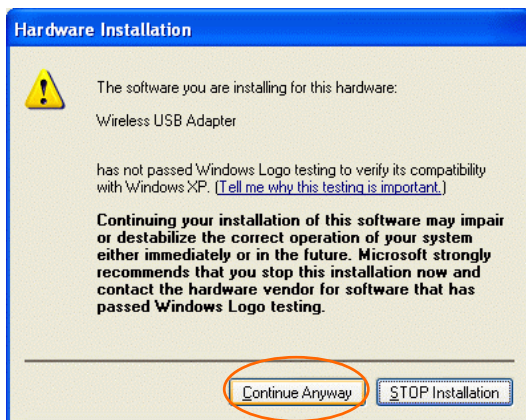 Hardware Installation
The software you are installing for this hardware:
Wireless USB Adapter
has not passed Windows Logo testing to verify its compatibility
with Windows XP. (Tell me why this testing is important.)
Continuing your installation of this software may impair
or destabilize the correct operation of your system
either immediately or in the future. Microsoft strongly
recommends that you stop this installation now and
contact the hardware vendor for software that has
passed Windows Logo testing.
Continue Anyway
STOP Installation